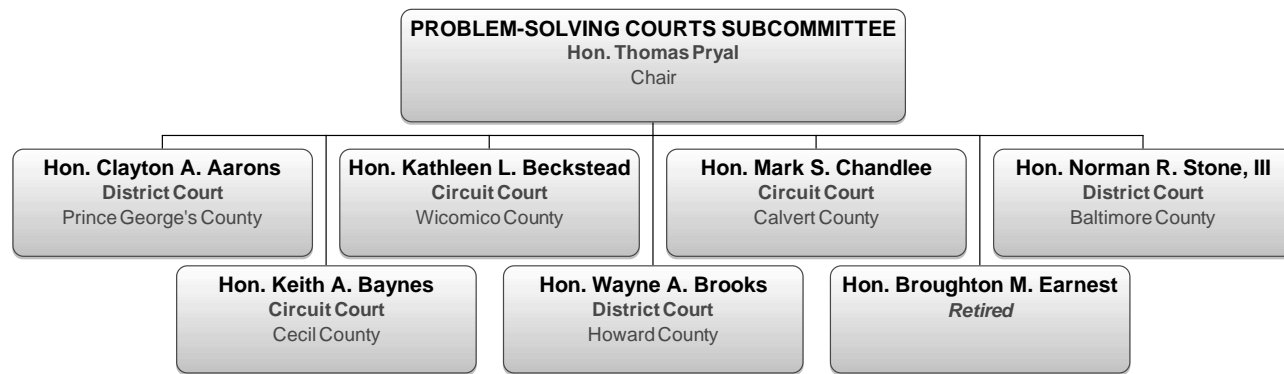 PROBLEM-SOLVING COURTS SUBCOMMITTEE
Hon. Thomas Pryal
Chair
Hon. Clayton A. Aarons
District Court
Prince George's County
Hon. Kathleen L. Beckstead
Circuit Court
Wicomico County
Hon. Mark S. Chandlee
Circuit Court
Calvert County
Hon. Norman R. Stone, III
District Court
Baltimore County
Hon. Keith A. Baynes
Circuit Court
Cecil County
Hon. Wayne A. Brooks
District Court
Howard County
Hon. Broughton M. Earnest
Retired